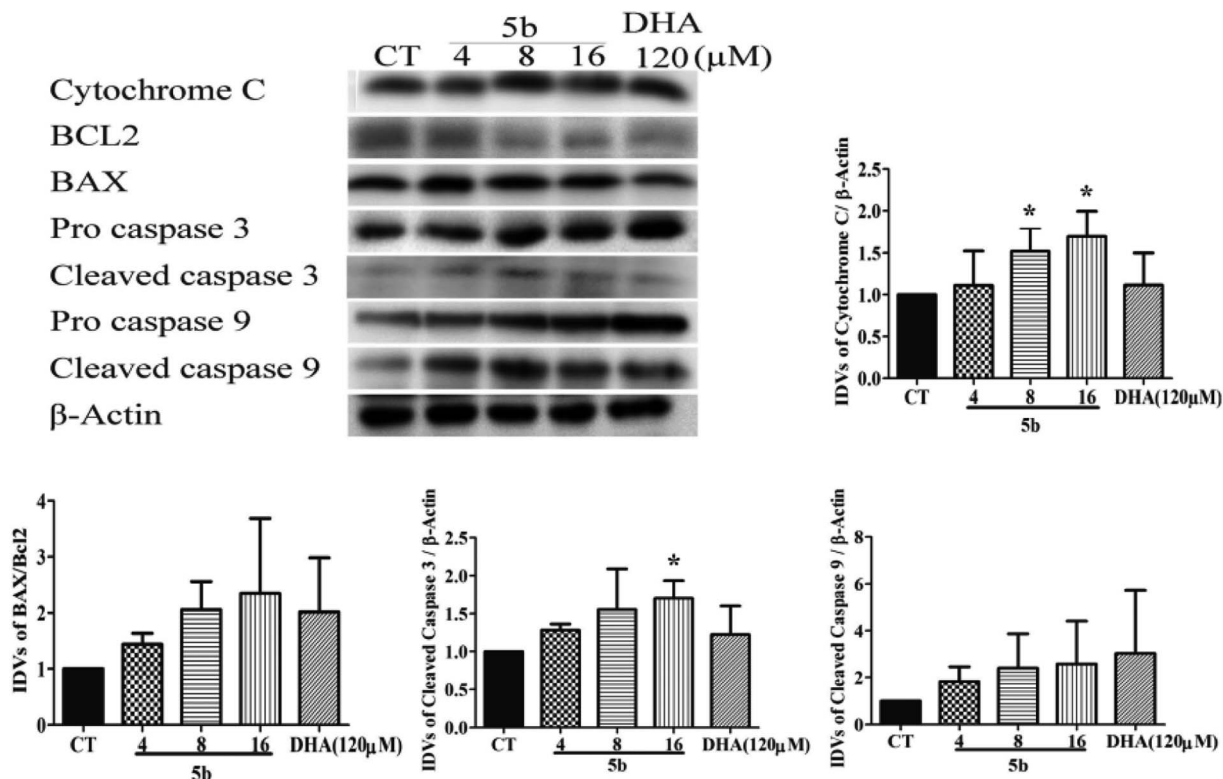 5b DHA
CT 4 8 16 120 (μM)
Cytochrome C
BCL2
BAX
Pro caspase 3
Cleaved caspase 3
Pro caspase 9
Cleaved caspase 9
β-Actin
IDVs of Cytochrome C/ β-Actin
2.5
2.0
1.5
1.0
0.5
0.0
* *
CT 4 8 16 DHA(120μM)
5b
IDVs of BAX/Bcl2
4
3
2
1
0
CT 4 8 16 DHA(120μM)
5b
IDVs of Cleaved Caspase 3 / β-Actin
2.5
2.0
1.5
1.0
0.5
0.0
*
CT 4 8 16 DHA(120μM)
5b
IDVs of Cleaved Caspase 9 / β-Actin
8
6
4
2
0
CT 4 8 16 DHA(120μM)
5b